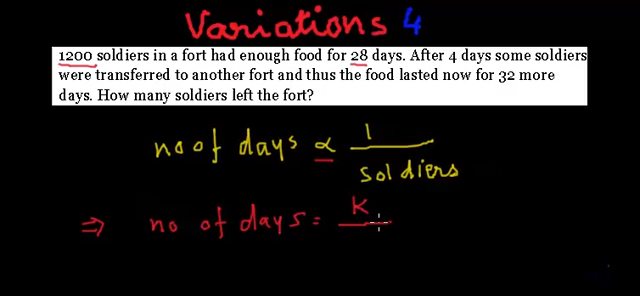 Variations 4
1200 soldiers in a fort had enough food for 28 days. After 4 days some soldiers
were transferred to another fort and thus the food lasted now for 32 more
days. How many soldiers left the fort?
no of days ∝ 1
soldiers
⇒ no of days = K